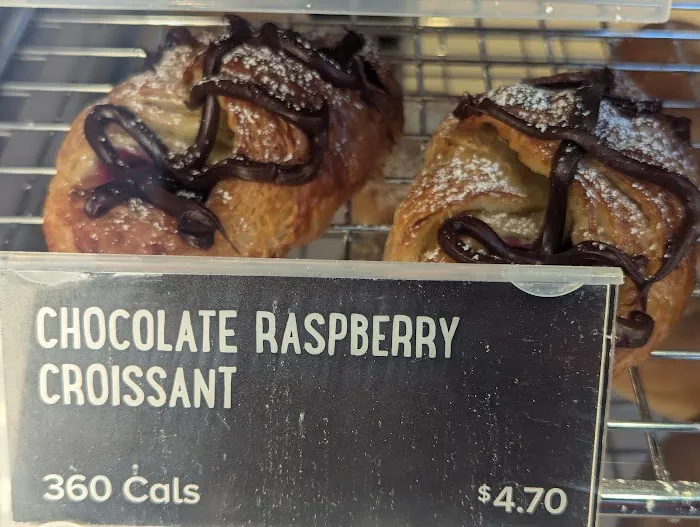 CHOCOLATE RASPBERRY
CROISSANT
360 Cals $4.70